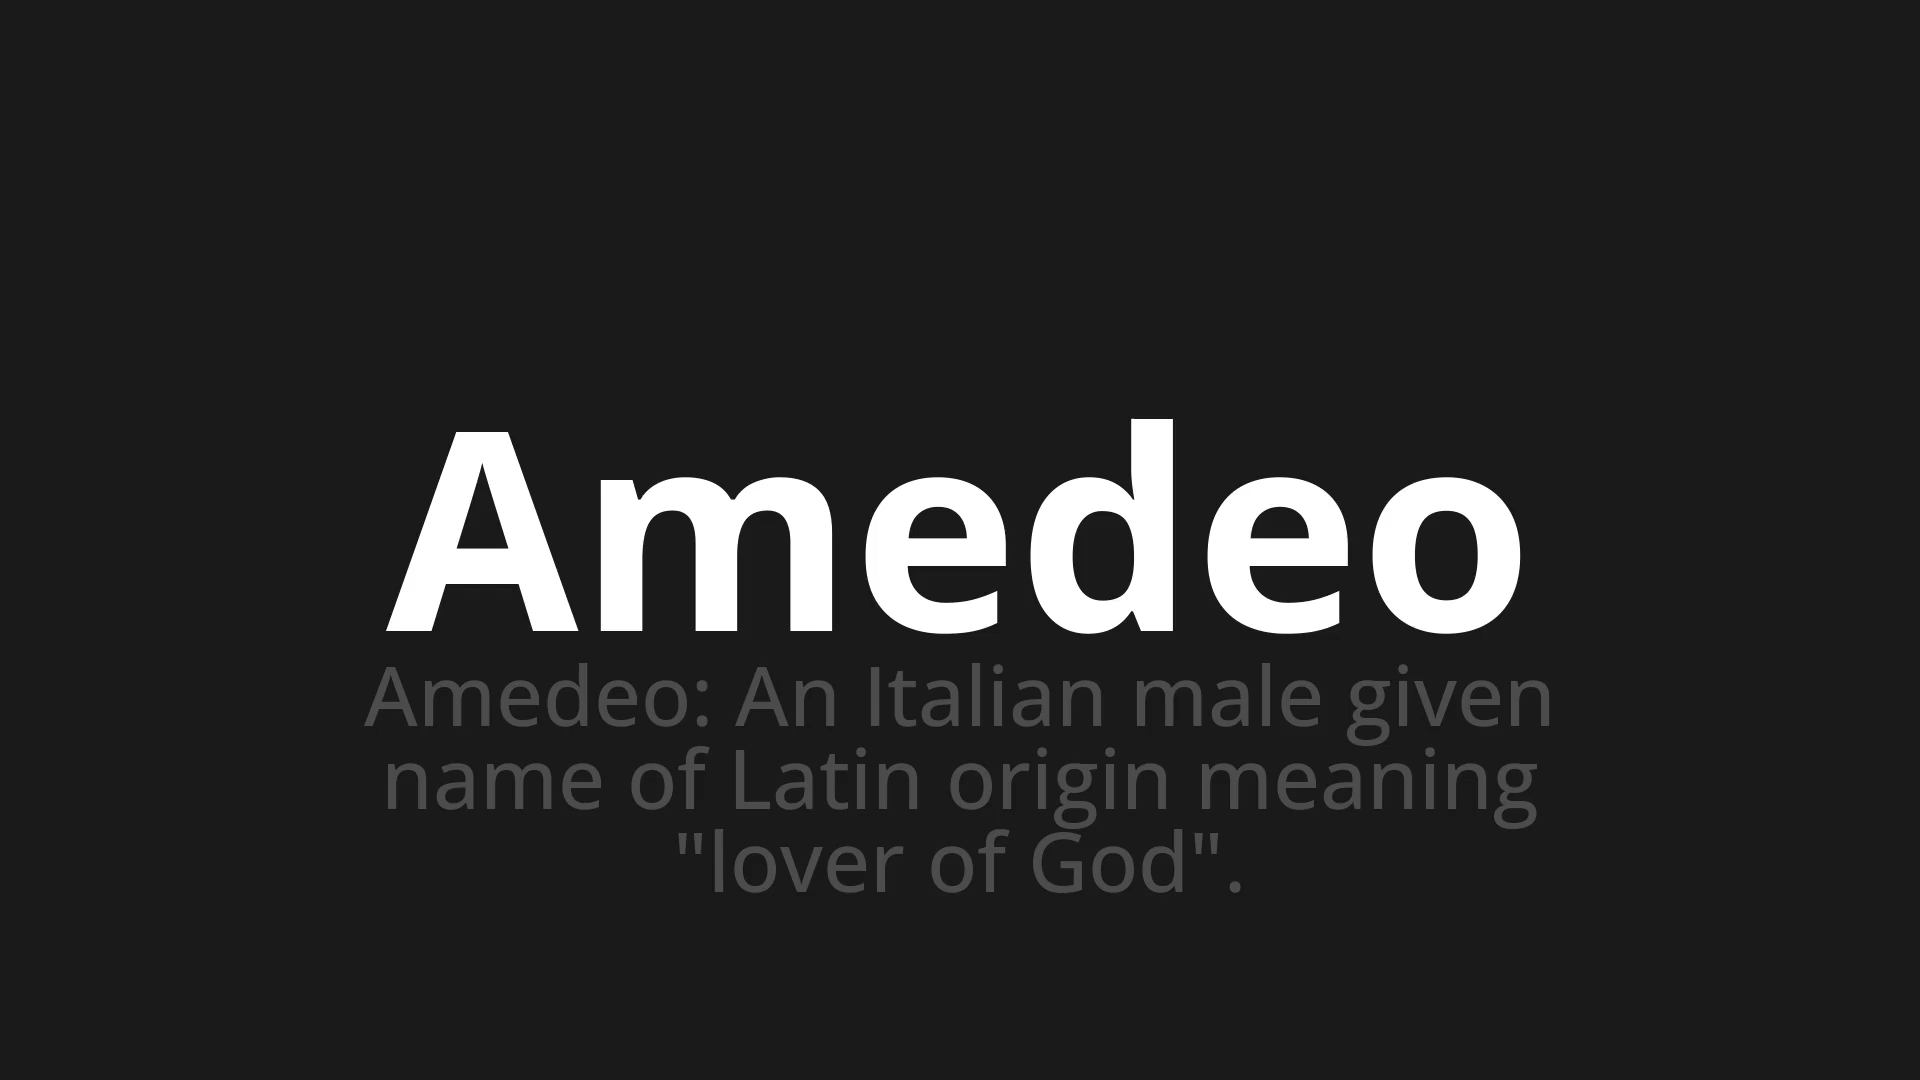 Amedeo
Amedeo: An Italian male given
name of Latin origin meaning
"lover of God".